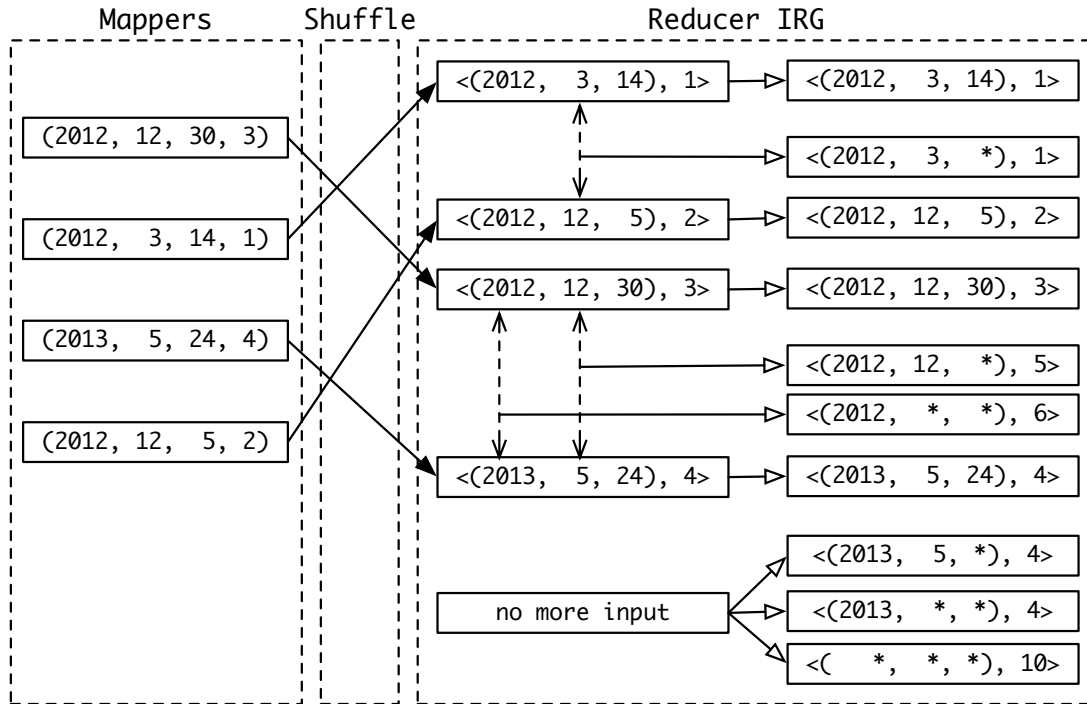 Mappers
Shuffle
Reducer IRG
(2012, 12, 30, 3)
(2012, 3, 14, 1)
(2013, 5, 24, 4)
(2012, 12, 5, 2)
<(2012, 3, 14), 1>
<(2012, 12, 5), 2>
<(2012, 12, 30), 3>
<(2013, 5, 24), 4>
no more input
<(2012, 3, 14), 1>
<(2012, 3, *), 1>
<(2012, 12, 5), 2>
<(2012, 12, 30), 3>
<(2012, 12, *), 5>
<(2012, *, *), 6>
<(2013, 5, 24), 4>
<(2013, 5, *), 4>
<(2013, *, *), 4>
<( *, *, *), 10>